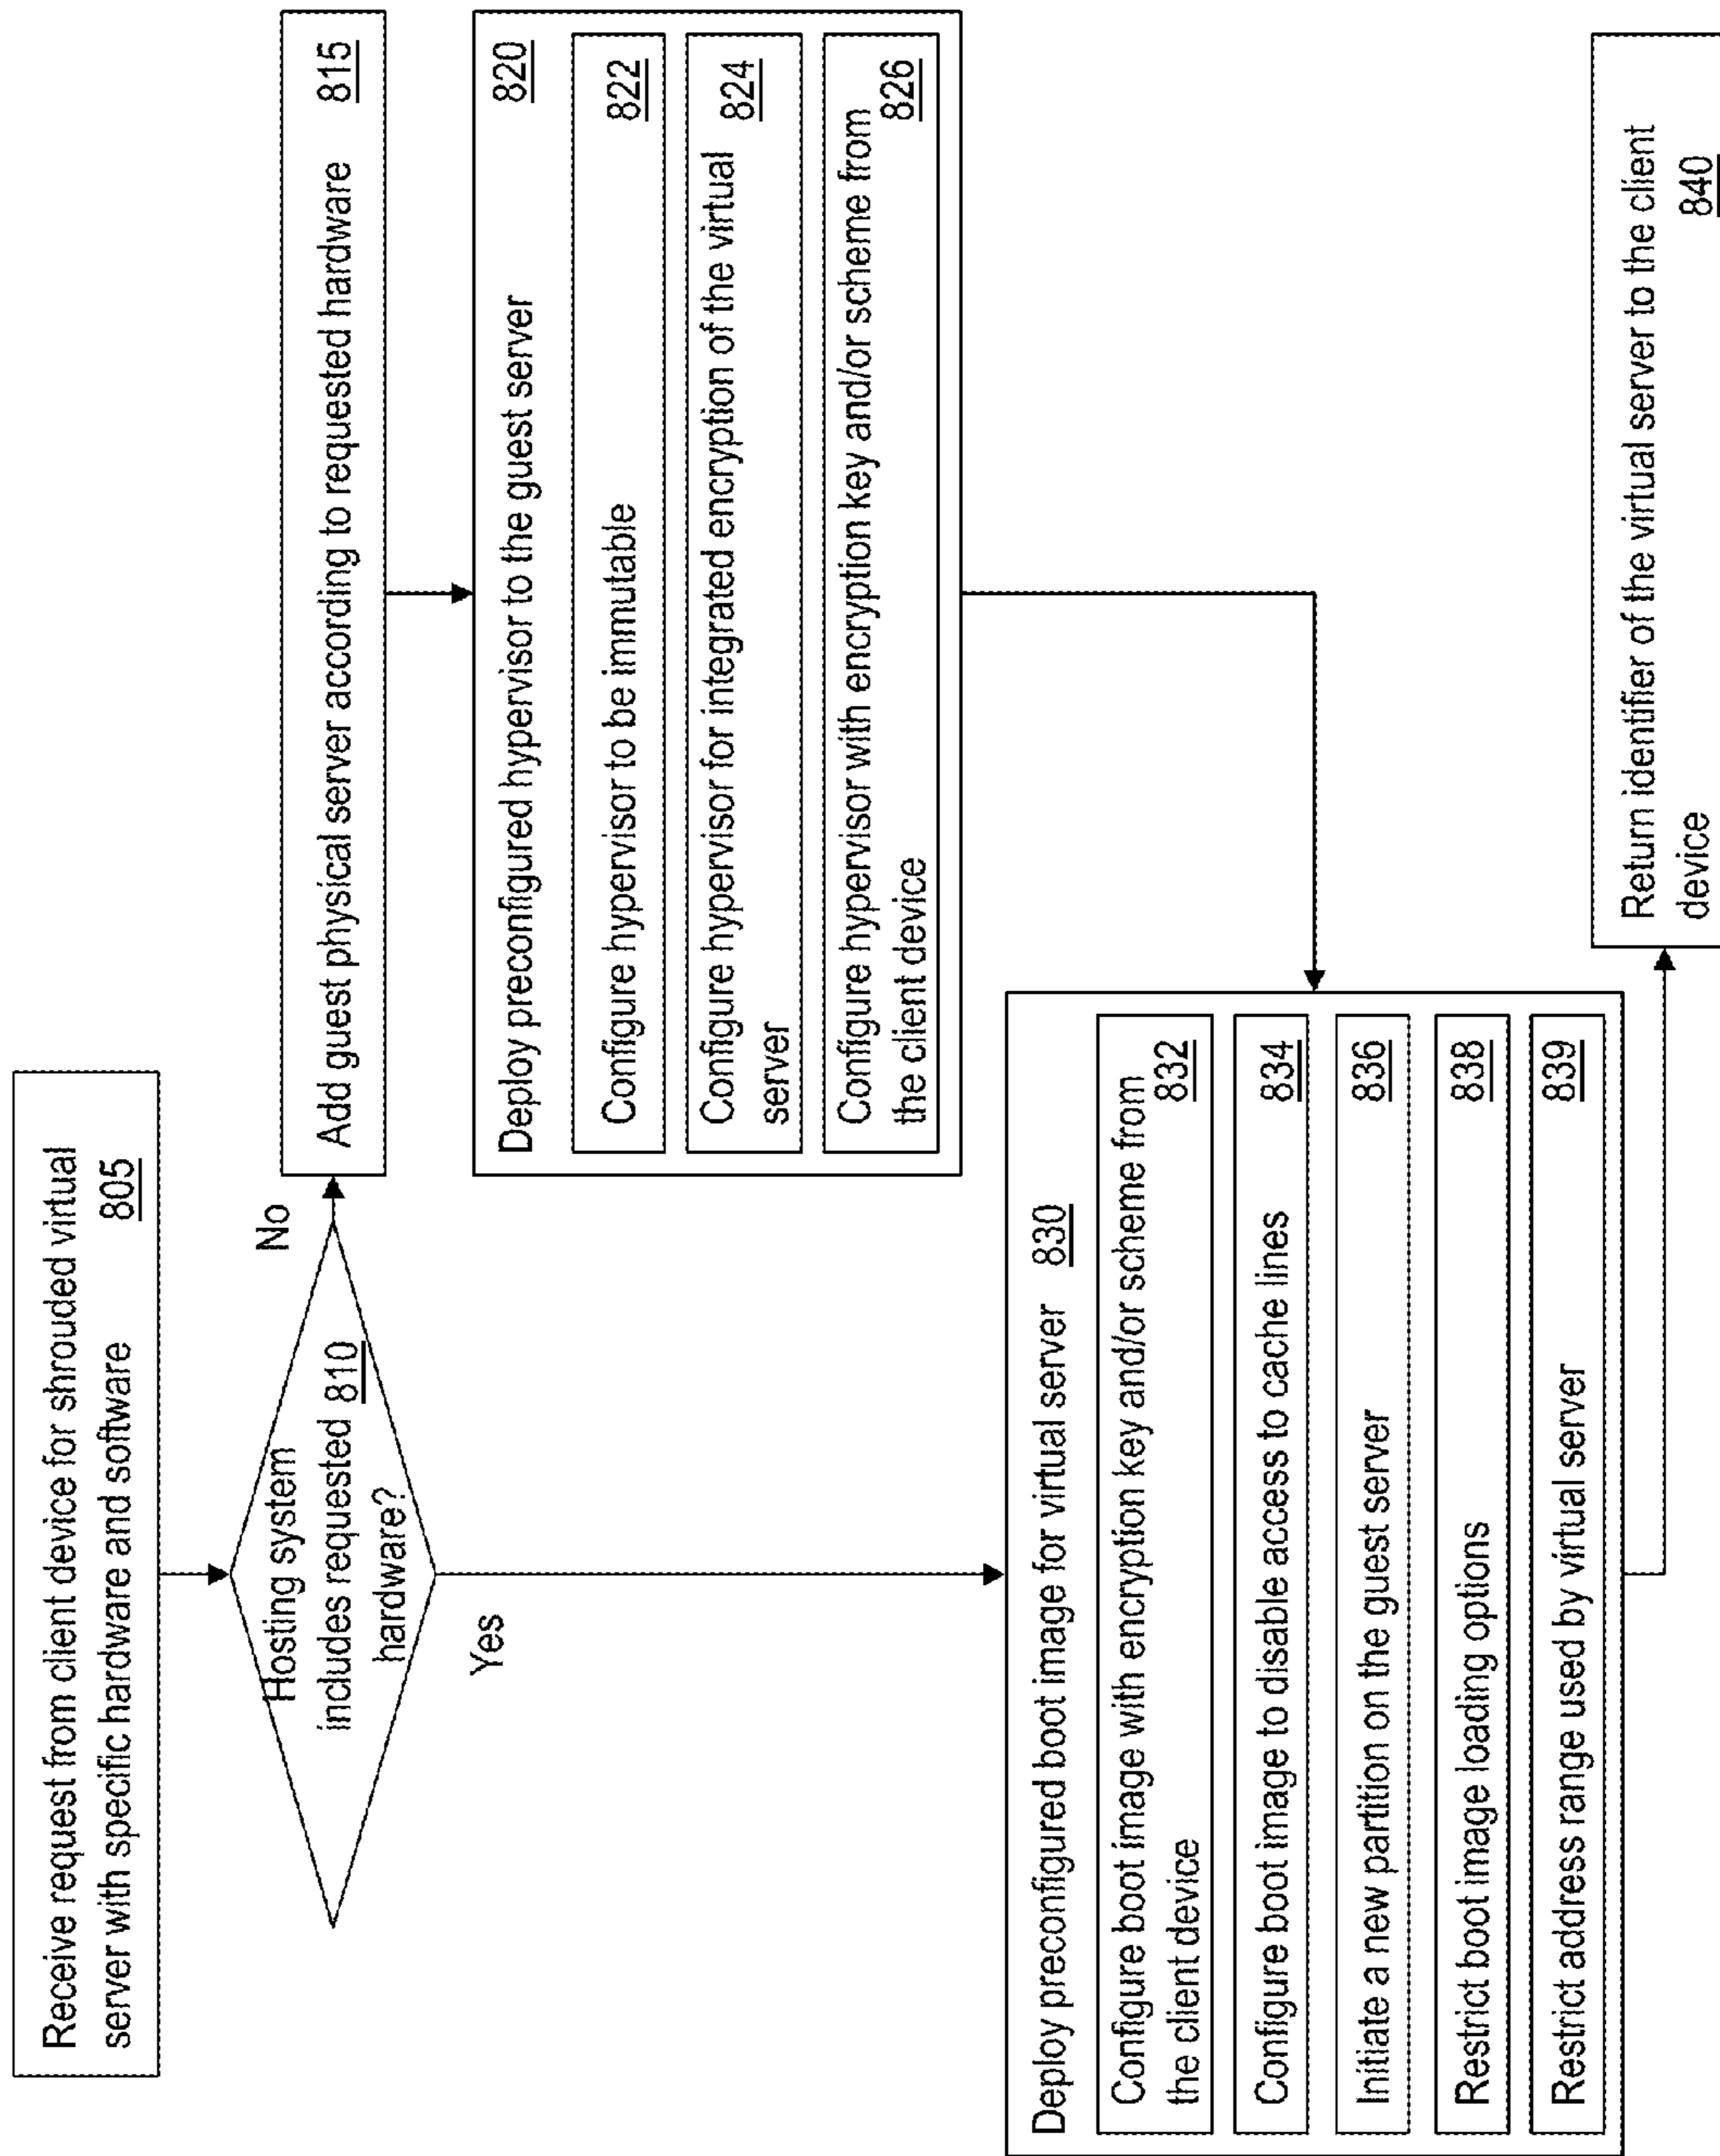 Receive request from client device for shrouded virtual
server with specific hardware and software 805
Hosting system
includes requested 810
hardware?
No
Yes
Add guest physical server according to requested hardware 815
Deploy preconfigured hypervisor to the guest server 820
Configure hypervisor to be immutable 822
Configure hypervisor for integrated encryption of the virtual
server 824
Configure hypervisor with encryption key and/or scheme from
the client device 826
Deploy preconfigured boot image for virtual server 830
Configure boot image with encryption key and/or scheme from
the client device 832
Configure boot image to disable access to cache lines 834
Initiate a new partition on the guest server 836
Restrict boot image loading options 838
Restrict address range used by virtual server 839
Return identifier of the virtual server to the client
device 840